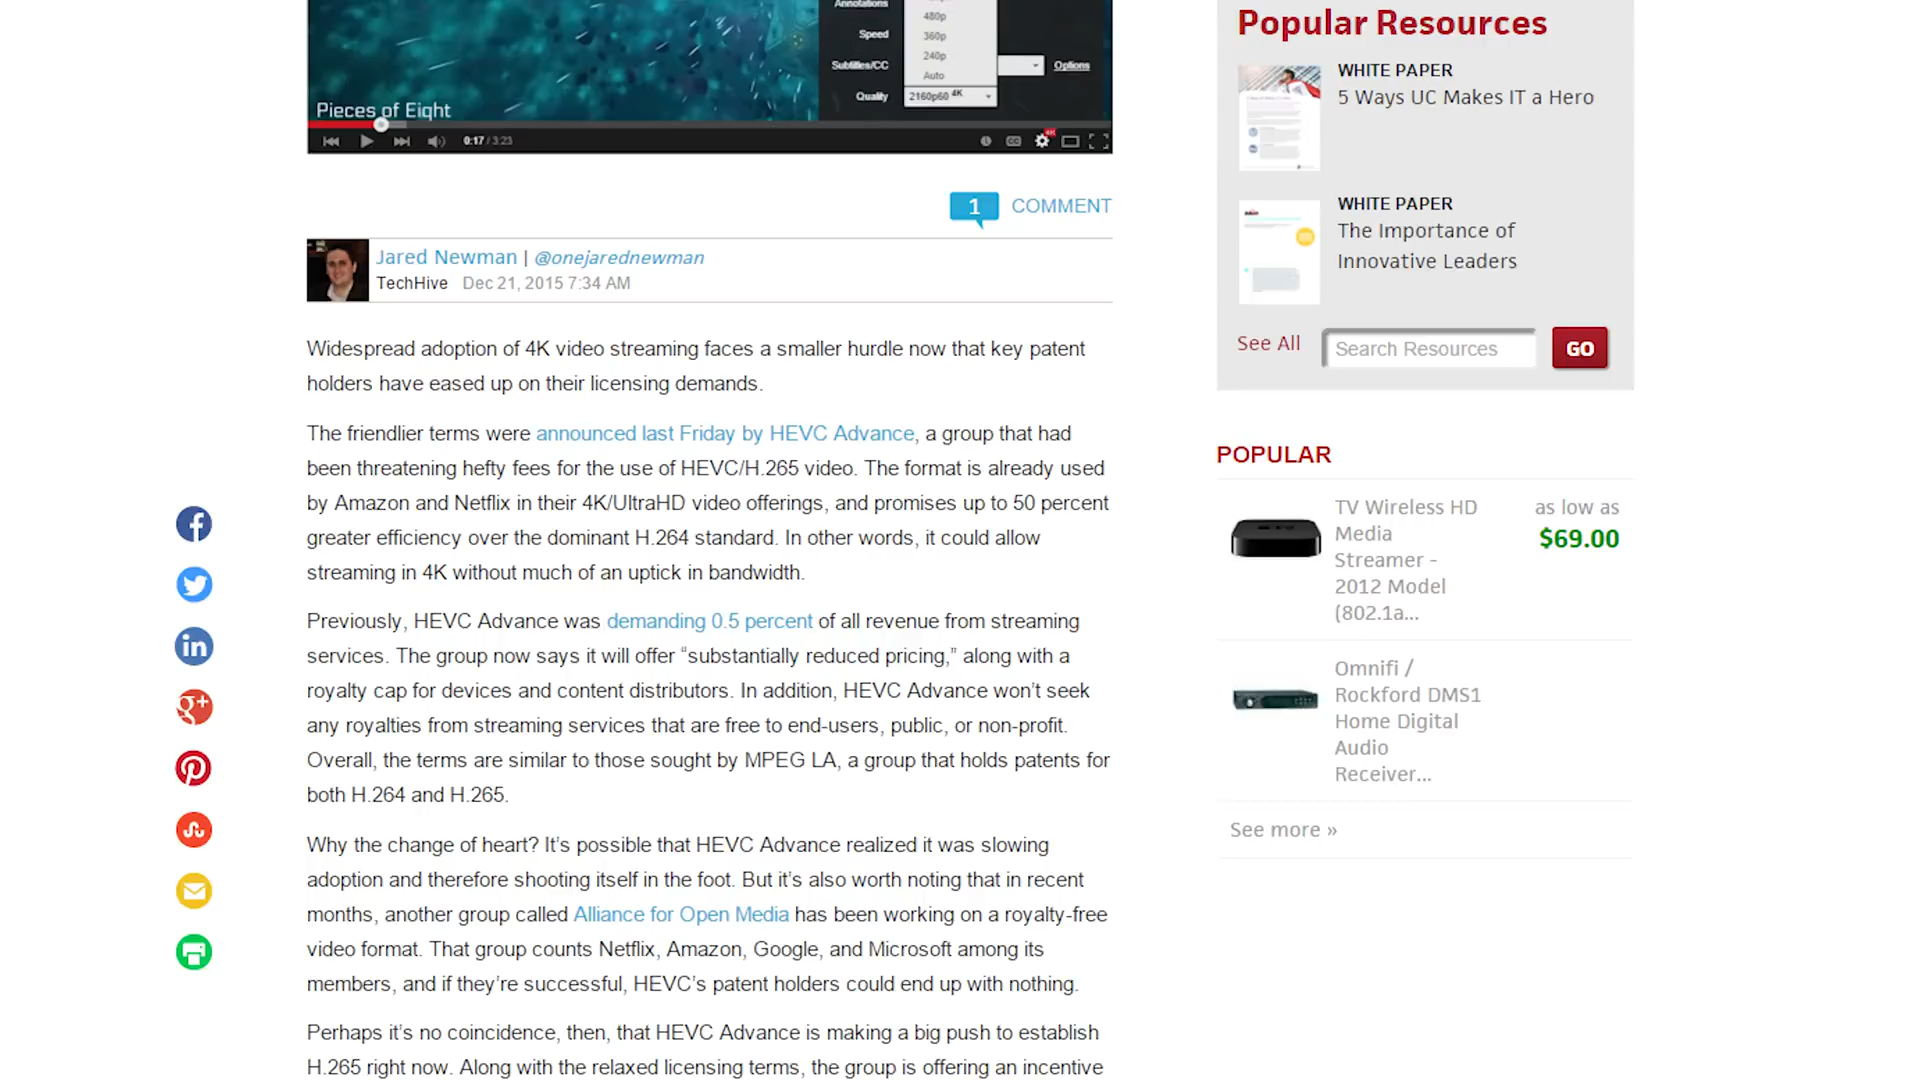 Annotations
480p
Speed
360p
240p
Subtitles/CC
Options
Auto
Quality
2160p60 4K
Pieces of Eight
0:17 / 3:23
1 COMMENT
Jared Newman | @onejarednewman
TechHive Dec 21, 2015 7:34 AM
Widespread adoption of 4K video streaming faces a smaller hurdle now that key patent
holders have eased up on their licensing demands.
The friendlier terms were announced last Friday by HEVC Advance, a group that had
been threatening hefty fees for the use of HEVC/H.265 video. The format is already used
by Amazon and Netflix in their 4K/UltraHD video offerings, and promises up to 50 percent
greater efficiency over the dominant H.264 standard. In other words, it could allow
streaming in 4K without much of an uptick in bandwidth.
Previously, HEVC Advance was demanding 0.5 percent of all revenue from streaming
services. The group now says it will offer “substantially reduced pricing,” along with a
royalty cap for devices and content distributors. In addition, HEVC Advance won’t seek
any royalties from streaming services that are free to end-users, public, or non-profit.
Overall, the terms are similar to those sought by MPEG LA, a group that holds patents for
both H.264 and H.265.
Why the change of heart? It’s possible that HEVC Advance realized it was slowing
adoption and therefore shooting itself in the foot. But it’s also worth noting that in recent
months, another group called Alliance for Open Media has been working on a royalty-free
video format. That group counts Netflix, Amazon, Google, and Microsoft among its
members, and if they’re successful, HEVC’s patent holders could end up with nothing.
Perhaps it’s no coincidence, then, that HEVC Advance is making a big push to establish
H.265 right now. Along with the relaxed licensing terms, the group is offering an incentive
Popular Resources
WHITE PAPER
5 Ways UC Makes IT a Hero
WHITE PAPER
The Importance of
Innovative Leaders
See All
Search Resources
GO
POPULAR
TV Wireless HD
Media
Streamer -
2012 Model
(802.1a...
as low as
$69.00
Omnifi /
Rockford DMS1
Home Digital
Audio
Receiver...
See more »